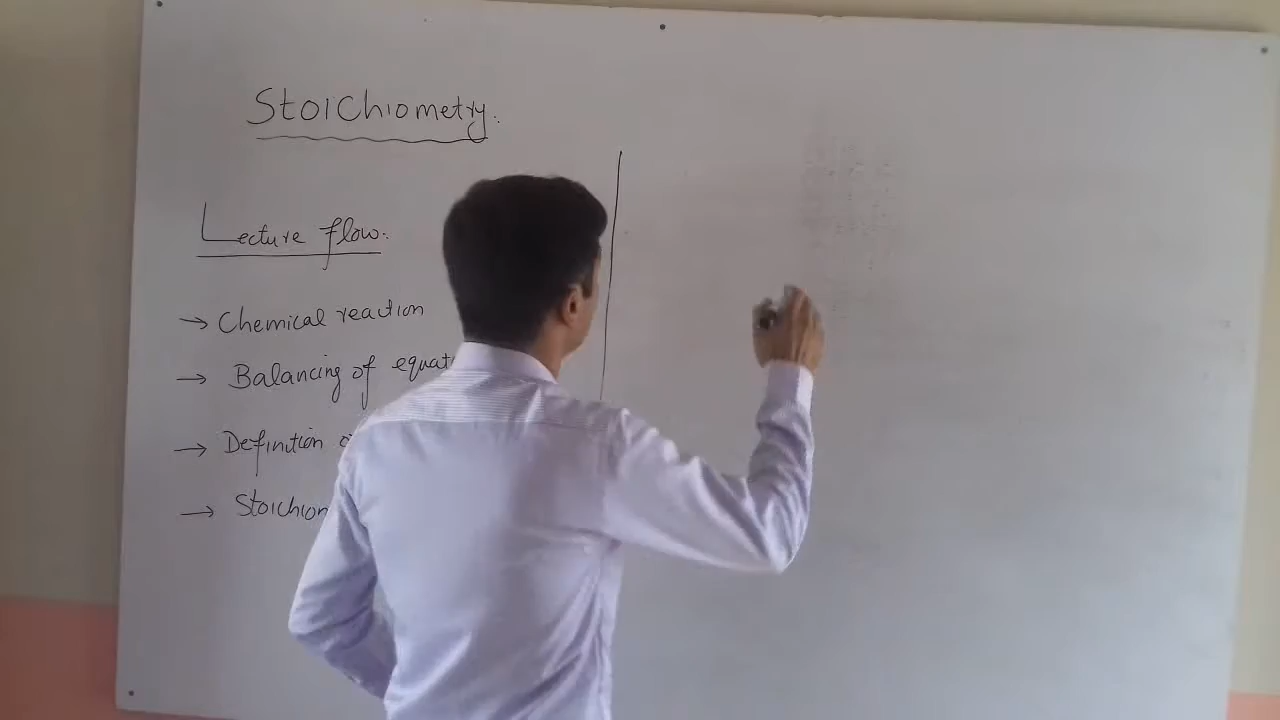 Stoichiometry.
Lecture flow:
→ Chemical reaction
→ Balancing of equat
→ Definition o
→ Stoichiom